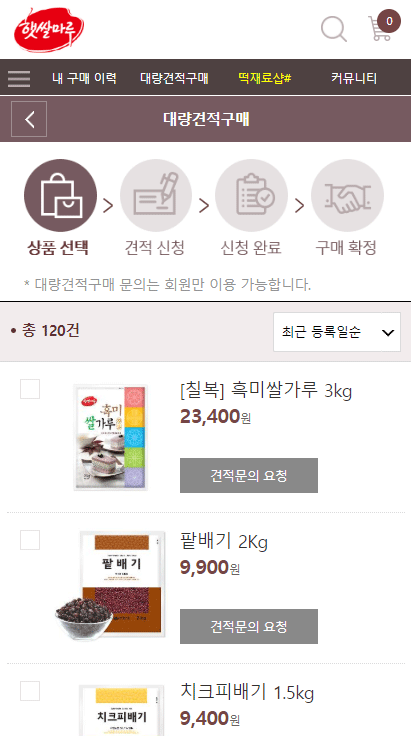 햇쌀마루
0
내 구매 이력 대량견적구매 떡재료샵# 커뮤니티
대량견적구매
상품 선택 > 견적 신청 > 신청 완료 > 구매 확정
* 대량견적구매 문의는 회원만 이용 가능합니다.
• 총 120건
최근 등록일순
[칠복] 흑미쌀가루 3kg
23,400원
흑미
쌀가루
견적문의 요청
팥배기 2Kg
9,900원
팥배기
견적문의 요청
치크피배기 1.5kg
9,400원
치크피배기